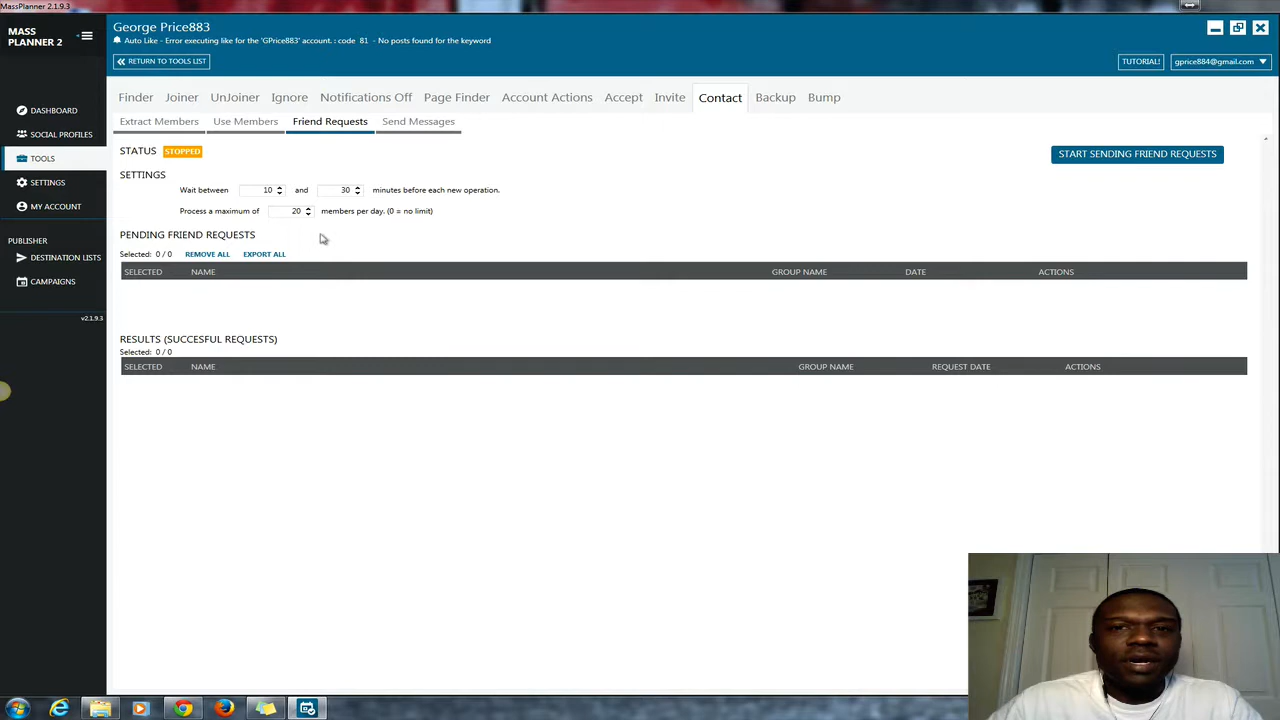 MassPlanner 2.1.9.3
MASS
PLANNER 2
George Price883
Auto Like - Error executing like for the 'GPrice883' account. : code 81 - No posts found for the keyword
RETURN TO TOOLS LIST
TUTORIAL!
gprice884@gmail.com
DASHBOARD
SOCIAL PROFILES
TOOLS
SETTINGS
MY ACCOUNT
PUBLISHER
DESTINATION LISTS
CAMPAIGNS
v2.1.9.3
Finder Joiner UnJoiner Ignore Notifications Off Page Finder Account Actions Accept Invite Contact Backup Bump
Extract Members Use Members Friend Requests Send Messages
STATUS STOPPED
START SENDING FRIEND REQUESTS
SETTINGS
Wait between 10 and 30 minutes before each new operation.
Process a maximum of 20 members per day. (0 = no limit)
PENDING FRIEND REQUESTS
Selected: 0 / 0 REMOVE ALL EXPORT ALL
SELECTED NAME GROUP NAME DATE ACTIONS
RESULTS (SUCCESFUL REQUESTS)
Selected: 0 / 0
SELECTED NAME GROUP NAME REQUEST DATE ACTIONS